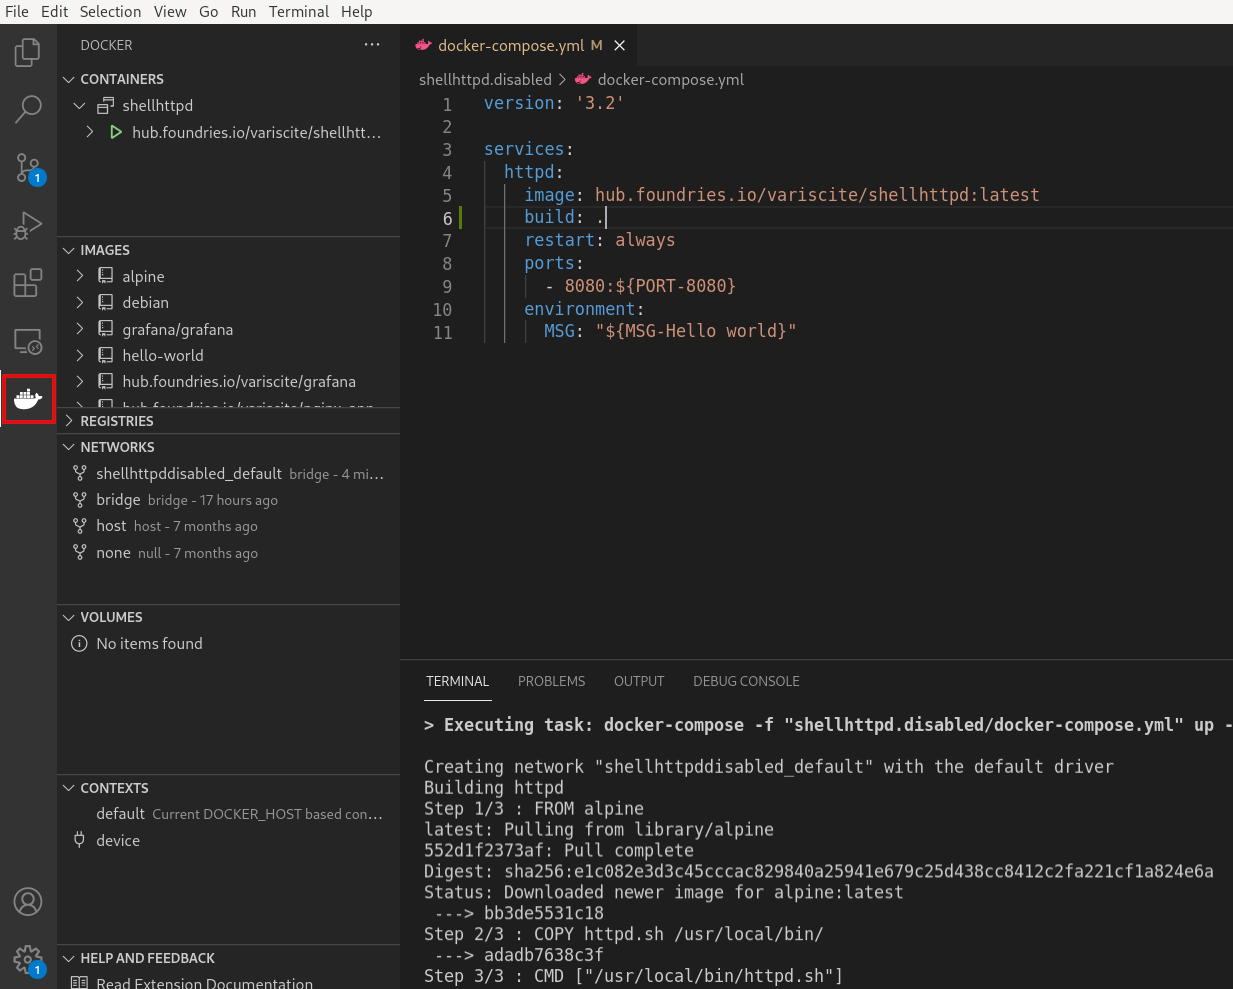 File Edit Selection View Go Run Terminal Help
DOCKER ···
CONTAINERS
shellhttpd
hub.foundries.io/variscite/shellhtt...
1
IMAGES
alpine
debian
grafana/grafana
hello-world
hub.foundries.io/variscite/grafana
hub.foundries.io/variscite/nginx-app
REGISTRIES
NETWORKS
shellhttpddisabled_default bridge - 4 mi...
bridge bridge - 17 hours ago
host host - 7 months ago
none null - 7 months ago
VOLUMES
No items found
CONTEXTS
default Current DOCKER_HOST based con...
device
HELP AND FEEDBACK
1
Read Extension Documentation
docker-compose.yml M
shellhttpd.disabled > docker-compose.yml
1 version: '3.2'
2
3 services:
4 httpd:
5 image: hub.foundries.io/variscite/shellhttpd:latest
6 build: .
7 restart: always
8 ports:
9 - 8080:${PORT-8080}
10 environment:
11 MSG: "${MSG-Hello world}"
TERMINAL PROBLEMS OUTPUT DEBUG CONSOLE
> Executing task: docker-compose -f "shellhttpd.disabled/docker-compose.yml" up -
Creating network "shellhttpddisabled_default" with the default driver
Building httpd
Step 1/3 : FROM alpine
latest: Pulling from library/alpine
552d1f2373af: Pull complete
Digest: sha256:e1c082e3d3c45cccac829840a25941e679c25d438cc8412c2fa221cf1a824e6a
Status: Downloaded newer image for alpine:latest
---> bb3de5531c18
Step 2/3 : COPY httpd.sh /usr/local/bin/
---> adadb7638c3f
Step 3/3 : CMD ["/usr/local/bin/httpd.sh"]